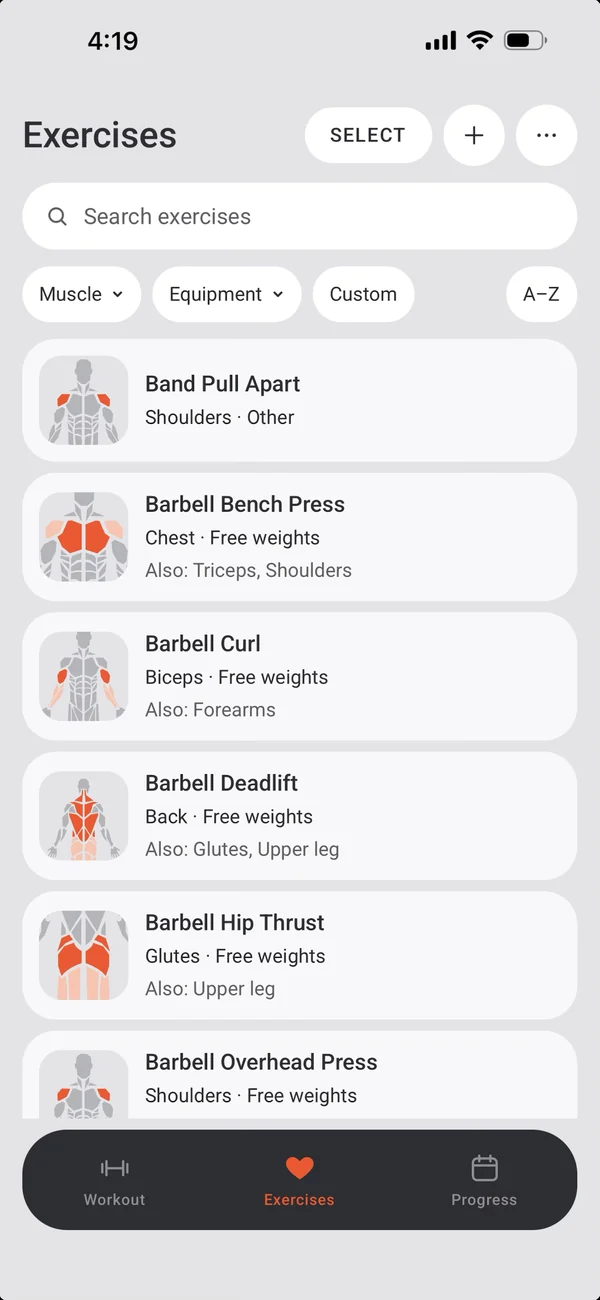 4:19
Exercises
SELECT
Search exercises
Muscle
Equipment
Custom
A–Z
Band Pull Apart
Shoulders · Other
Barbell Bench Press
Chest · Free weights
Also: Triceps, Shoulders
Barbell Curl
Biceps · Free weights
Also: Forearms
Barbell Deadlift
Back · Free weights
Also: Glutes, Upper leg
Barbell Hip Thrust
Glutes · Free weights
Also: Upper leg
Barbell Overhead Press
Shoulders · Free weights
Workout
Exercises
Progress